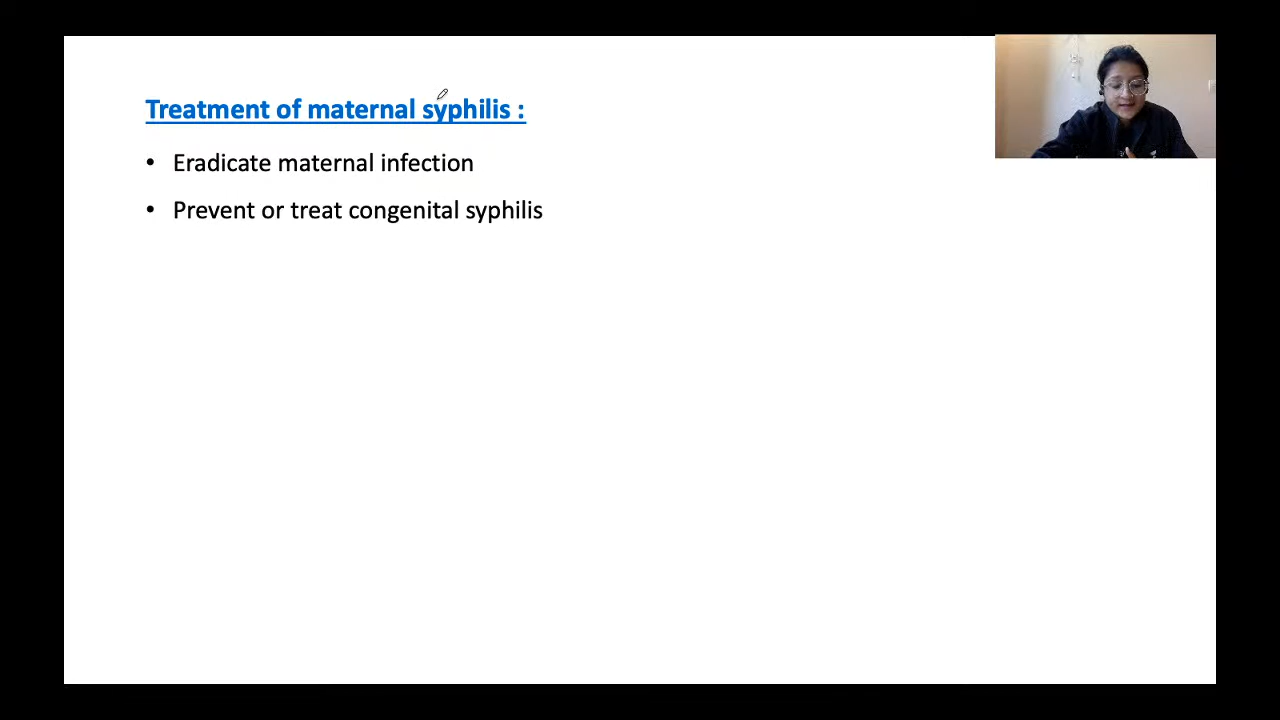 Treatment of maternal syphilis :
• Eradicate maternal infection
• Prevent or treat congenital syphilis